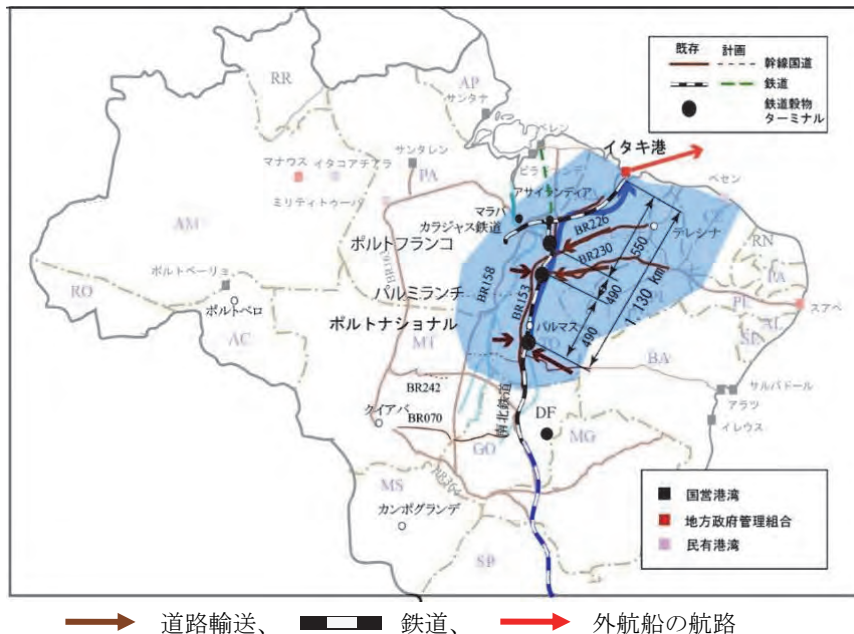 既存 計画
幹線国道
鉄道
鉄道穀物
ターミナル
RR
AP
サンタナ
ベレン
イタキ港
サンタレン
マナウス イタコアチアラ
PA
アサイランディア
ペセン
ミリティトゥーバ
マラバ
カラジャス鉄道
CE
テレシナ
AM
ポルトフランコ
BR226
BR230
550
RN
PA
ポルトベーリョ
パルミランチ
BR158
BR153
490
1,130 km
PE
スアペ
RO
ポルトベロ
ポルトナショナル
パルマス
490
AL
SE
AC
MT
TO
BA
BR242
サルバドール
アラツ
クイアバ
BR070
南北鉄道
DF
イレウス
GO
MG
MS
BR364
カンポグランデ
SP
国営港湾
地方政府管理組合
民有港湾
道路輸送、 鉄道、 外航船の航路